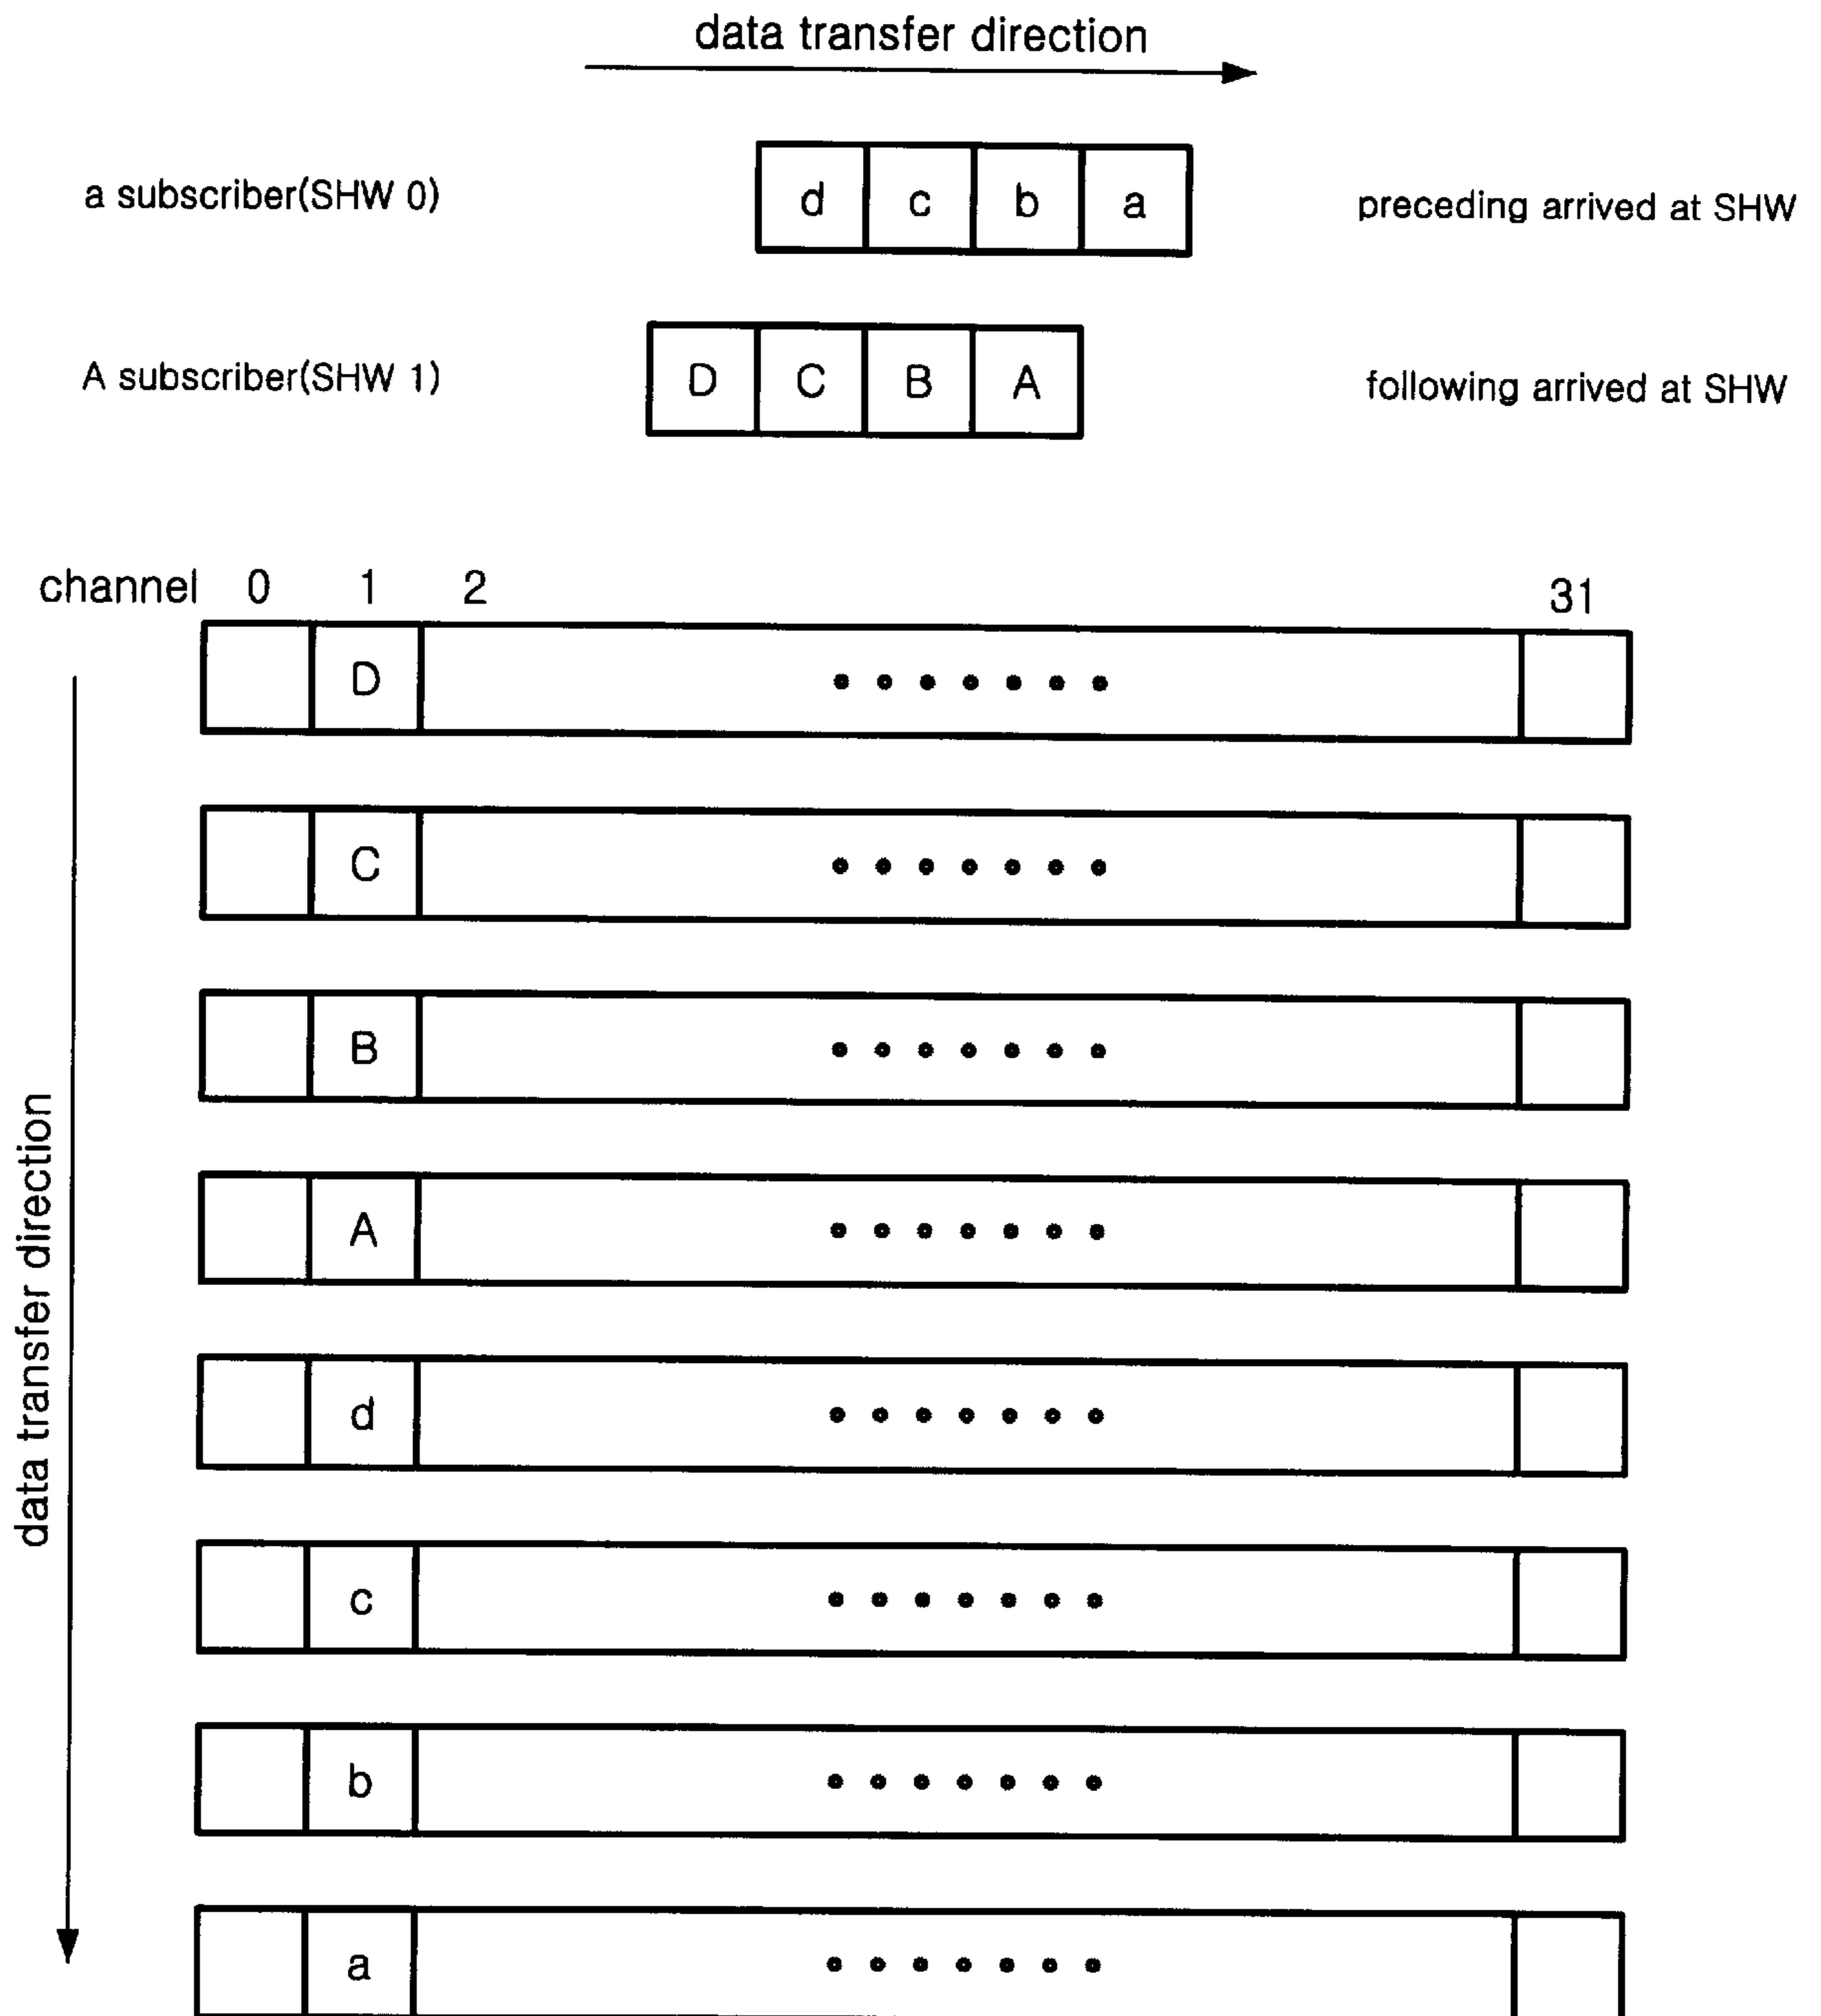 data transfer direction
a subscriber(SHW 0)
d c b a
preceding arrived at SHW
A subscriber(SHW 1)
D C B A
following arrived at SHW
channel 0 1 2 31
D
C
B
A
d
c
b
a
data transfer direction